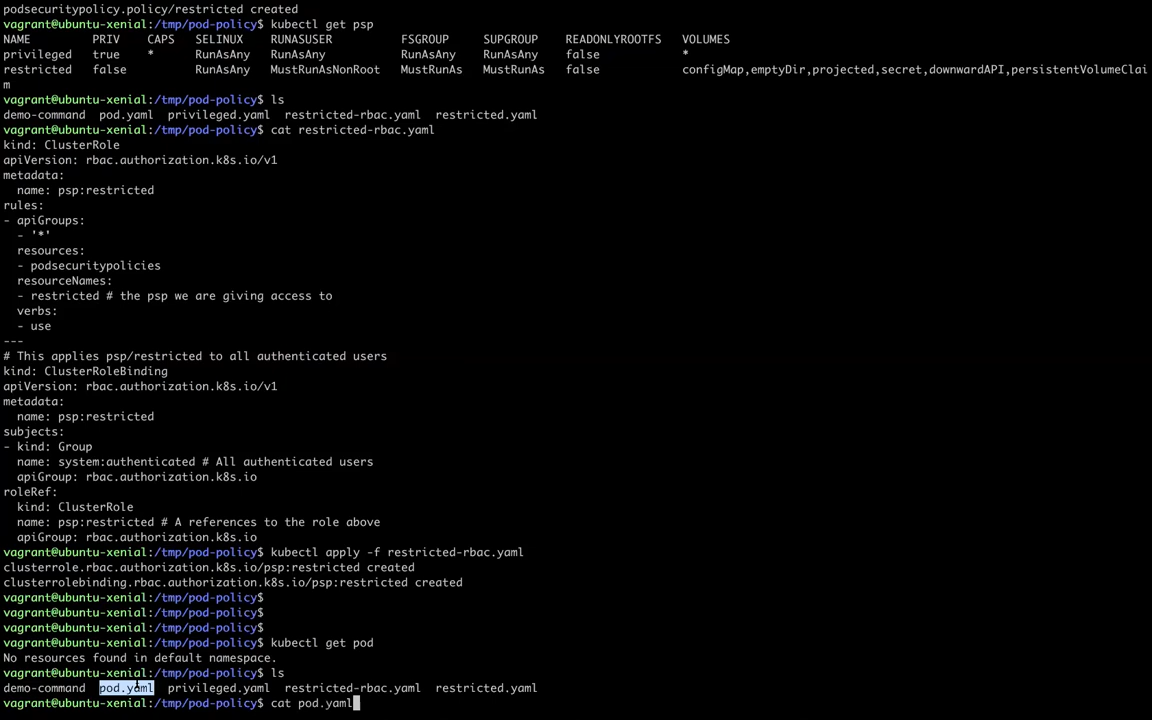 podsecuritypolicy.policy/restricted created
vagrant@ubuntu-xenial:/tmp/pod-policy$ kubectl get psp
NAME         PRIV    CAPS   SELINUX    RUNASUSER          FSGROUP     SUPGROUP    READONLYROOTFS   VOLUMES
privileged   true    *      RunAsAny   RunAsAny           RunAsAny    RunAsAny    false            *
restricted   false          RunAsAny   MustRunAsNonRoot   MustRunAs   MustRunAs   false            configMap,emptyDir,projected,secret,downwardAPI,persistentVolumeClai
m
vagrant@ubuntu-xenial:/tmp/pod-policy$ ls
demo-command  pod.yaml  privileged.yaml  restricted-rbac.yaml  restricted.yaml
vagrant@ubuntu-xenial:/tmp/pod-policy$ cat restricted-rbac.yaml
kind: ClusterRole
apiVersion: rbac.authorization.k8s.io/v1
metadata:
  name: psp:restricted
rules:
- apiGroups:
  - '*'
  resources:
  - podsecuritypolicies
  resourceNames:
  - restricted # the psp we are giving access to
  verbs:
  - use
---
# This applies psp/restricted to all authenticated users
kind: ClusterRoleBinding
apiVersion: rbac.authorization.k8s.io/v1
metadata:
  name: psp:restricted
subjects:
- kind: Group
  name: system:authenticated # All authenticated users
  apiGroup: rbac.authorization.k8s.io
roleRef:
  kind: ClusterRole
  name: psp:restricted # A references to the role above
  apiGroup: rbac.authorization.k8s.io
vagrant@ubuntu-xenial:/tmp/pod-policy$ kubectl apply -f restricted-rbac.yaml
clusterrole.rbac.authorization.k8s.io/psp:restricted created
clusterrolebinding.rbac.authorization.k8s.io/psp:restricted created
vagrant@ubuntu-xenial:/tmp/pod-policy$
vagrant@ubuntu-xenial:/tmp/pod-policy$
vagrant@ubuntu-xenial:/tmp/pod-policy$
vagrant@ubuntu-xenial:/tmp/pod-policy$ kubectl get pod
No resources found in default namespace.
vagrant@ubuntu-xenial:/tmp/pod-policy$ ls
demo-command  pod.yaml  privileged.yaml  restricted-rbac.yaml  restricted.yaml
vagrant@ubuntu-xenial:/tmp/pod-policy$ cat pod.yaml